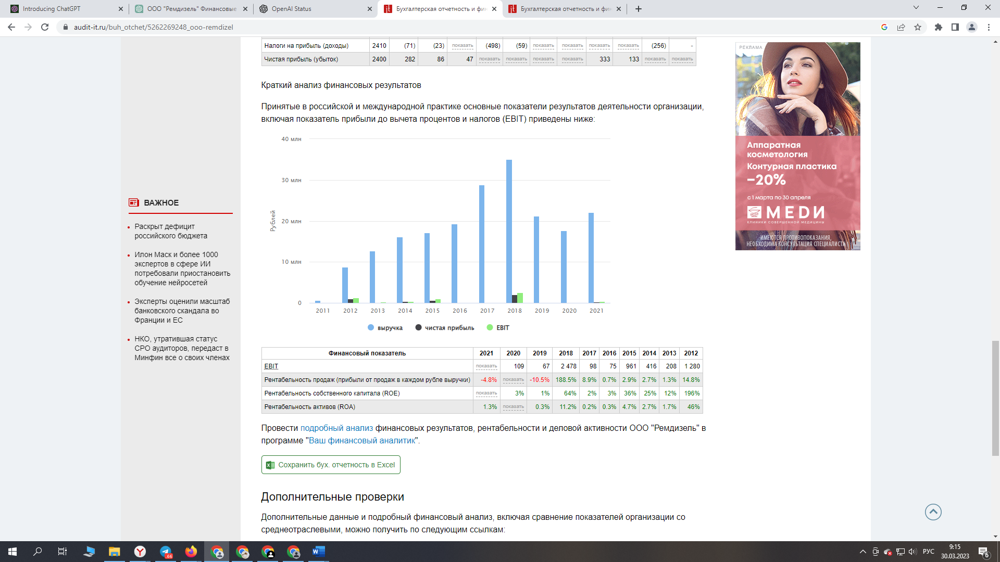 Introducing ChatGPT
ООО "Ремдизель" Финансовые
OpenAI Status
Бухгалтерская отчетность и фин
Бухгалтерская отчетность и фин
audit-it.ru/buh_otchet/5262269248_ooo-remdizel
Налоги на прибыль (доходы) 2410 (71) (23) показать (498) (59) показать показать показать показать (256) -
Чистая прибыль (убыток) 2400 282 86 47 показать показать показать показать 333 133 показать показать
Краткий анализ финансовых результатов
Принятые в российской и международной практике основные показатели результатов деятельности организации,
включая показатель прибыли до вычета процентов и налогов (EBIT) приведены ниже:
Рублей
40 млн
30 млн
20 млн
10 млн
0
2011 2012 2013 2014 2015 2016 2017 2018 2019 2020 2021
выручка чистая прибыль EBIT
Финансовый показатель 2021 2020 2019 2018 2017 2016 2015 2014 2013 2012
EBIT показать 109 67 2 478 98 75 961 416 208 1 280
Рентабельность продаж (прибыли от продаж в каждом рубле выручки) -4.8% показать -10.5% 188.5% 8.9% 0.7% 2.9% 2.7% 1.3% 14.8%
Рентабельность собственного капитала (ROE) показать 3% 1% 64% 2% 3% 36% 25% 12% 196%
Рентабельность активов (ROA) 1.3% показать 0.3% 11.2% 0.2% 0.3% 4.7% 2.7% 1.7% 46%
Провести подробный анализ финансовых результатов, рентабельности и деловой активности ООО "Ремдизель" в
программе "Ваш финансовый аналитик".
Сохранить бух. отчетность в Excel
Дополнительные проверки
Дополнительные данные и подробный финансовый анализ, включая сравнение показателей организации со
среднеотраслевыми, можно получить по следующим ссылкам:
ВАЖНОЕ
Раскрыт дефицит
российского бюджета
Илон Маск и более 1000
экспертов в сфере ИИ
потребовали приостановить
обучение нейросетей
Эксперты оценили масштаб
банковского скандала во
Франции и ЕС
НКО, утратившая статус
СРО аудиторов, передаст в
Минфин все о своих членах
РЕКЛАМА
Аппаратная
косметология
Контурная пластика
–20%
с 1 марта по 30 апреля
МЕДИ
КЛИНИКИ СОВЕРШЕННОЙ МЕДИЦИНЫ
ИМЕЮТСЯ ПРОТИВОПОКАЗАНИЯ,
НЕОБХОДИМА КОНСУЛЬТАЦИЯ СПЕЦИАЛИСТА
66
РУС
9:15
30.03.2023
6